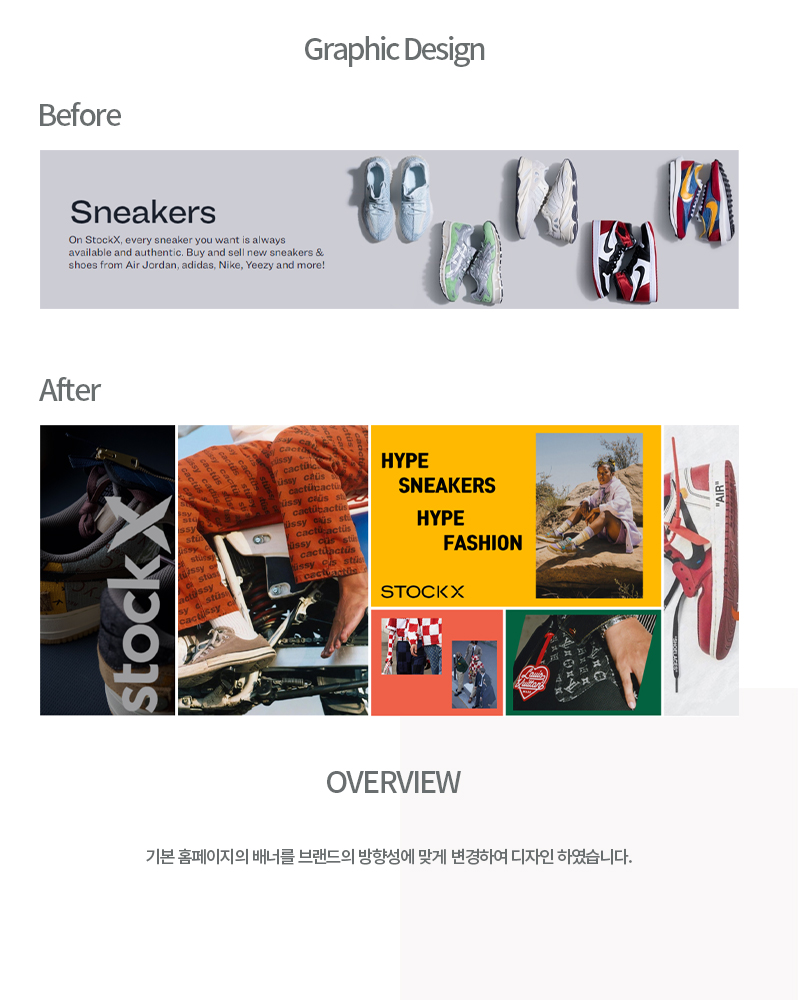 Graphic Design
Before
Sneakers
On StockX, every sneaker you want is always
available and authentic. Buy and sell new sneakers &
shoes from Air Jordan, adidas, Nike, Yeezy and more!
After
stockX
HYPE
SNEAKERS
HYPE
FASHION
STOCKX
Louis
Vuitton
"AIR"
OVERVIEW
기본 홈페이지의 배너를 브랜드의 방향성에 맞게 변경하여 디자인 하였습니다.